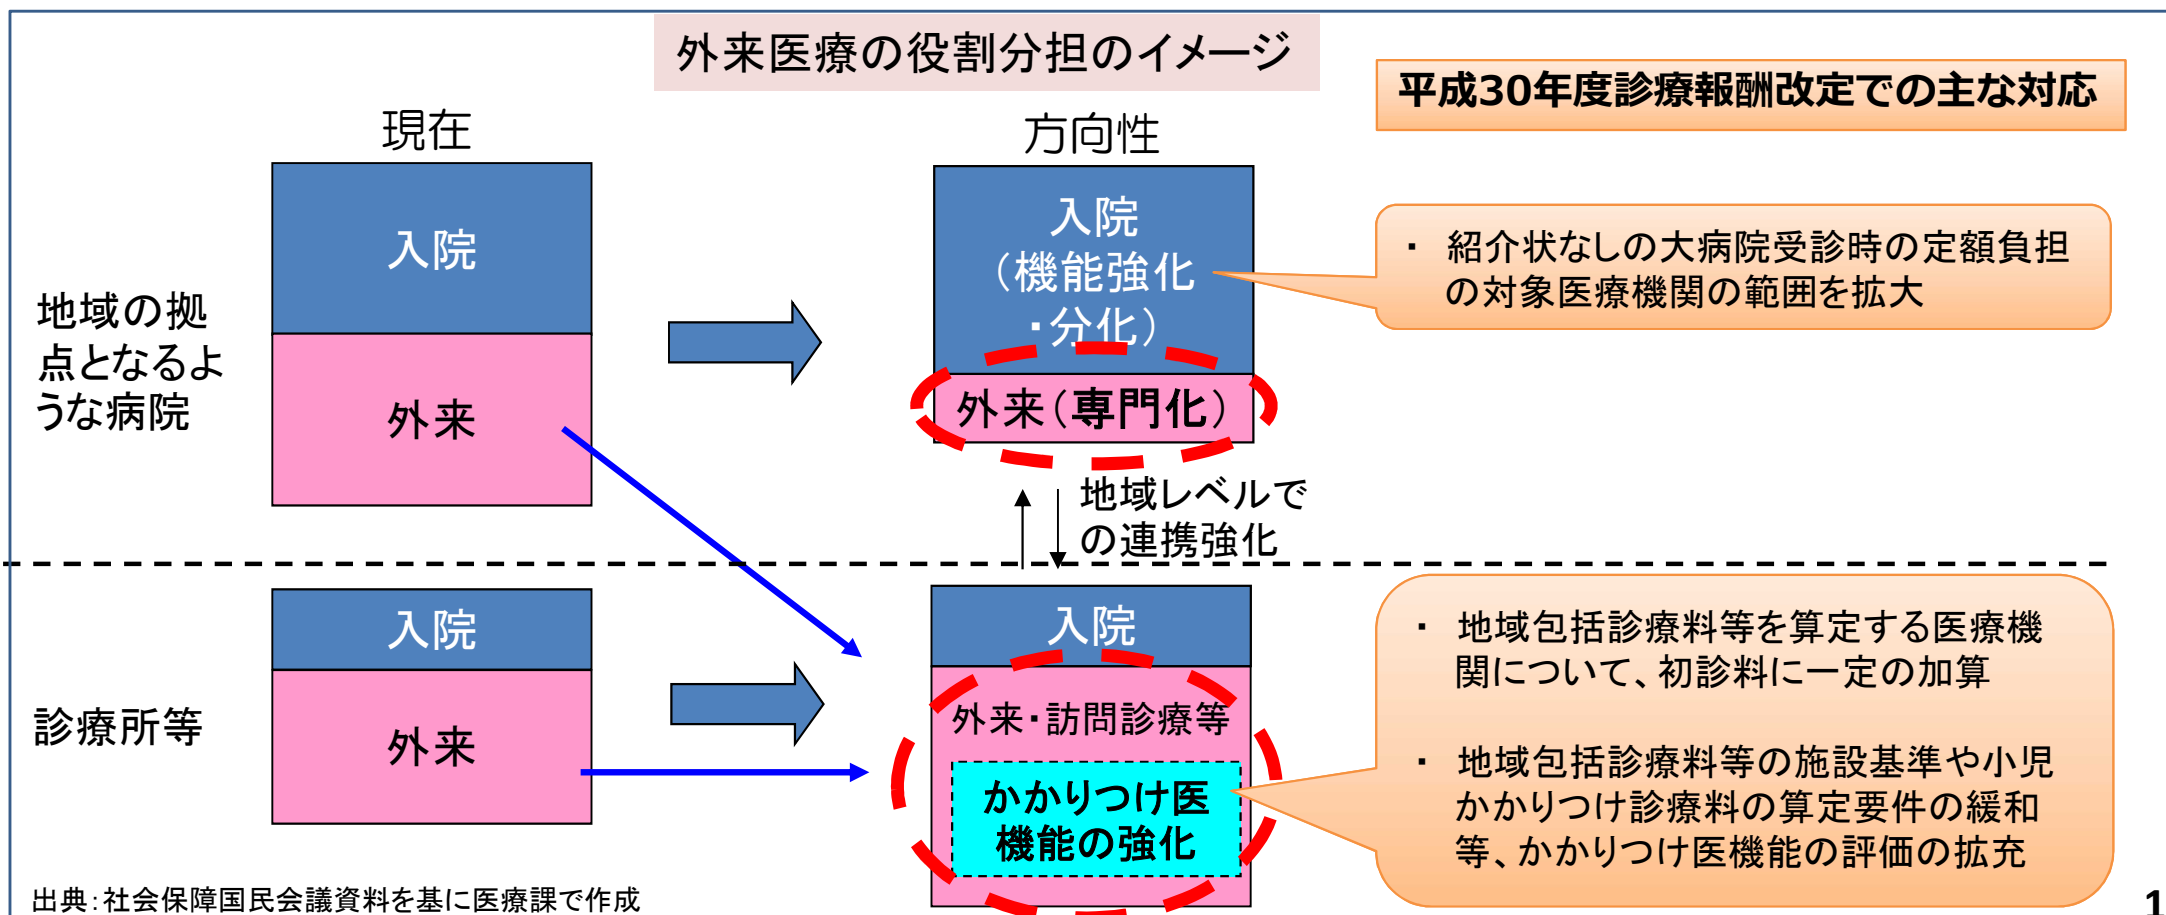 外来医療の役割分担のイメージ
平成30年度診療報酬改定での主な対応
現在
方向性
地域の拠
点となるよ
うな病院
入院
外来
入院
（機能強化
・分化）
外来（専門化）
・ 紹介状なしの大病院受診時の定額負担
の対象医療機関の範囲を拡大
地域レベルで
の連携強化
診療所等
入院
外来
入院
外来・訪問診療等
かかりつけ医
機能の強化
・ 地域包括診療料等を算定する医療機
関について、初診料に一定の加算
・ 地域包括診療料等の施設基準や小児
かかりつけ診療料の算定要件の緩和
等、かかりつけ医機能の評価の拡充
出典：社会保障国民会議資料を基に医療課で作成
1